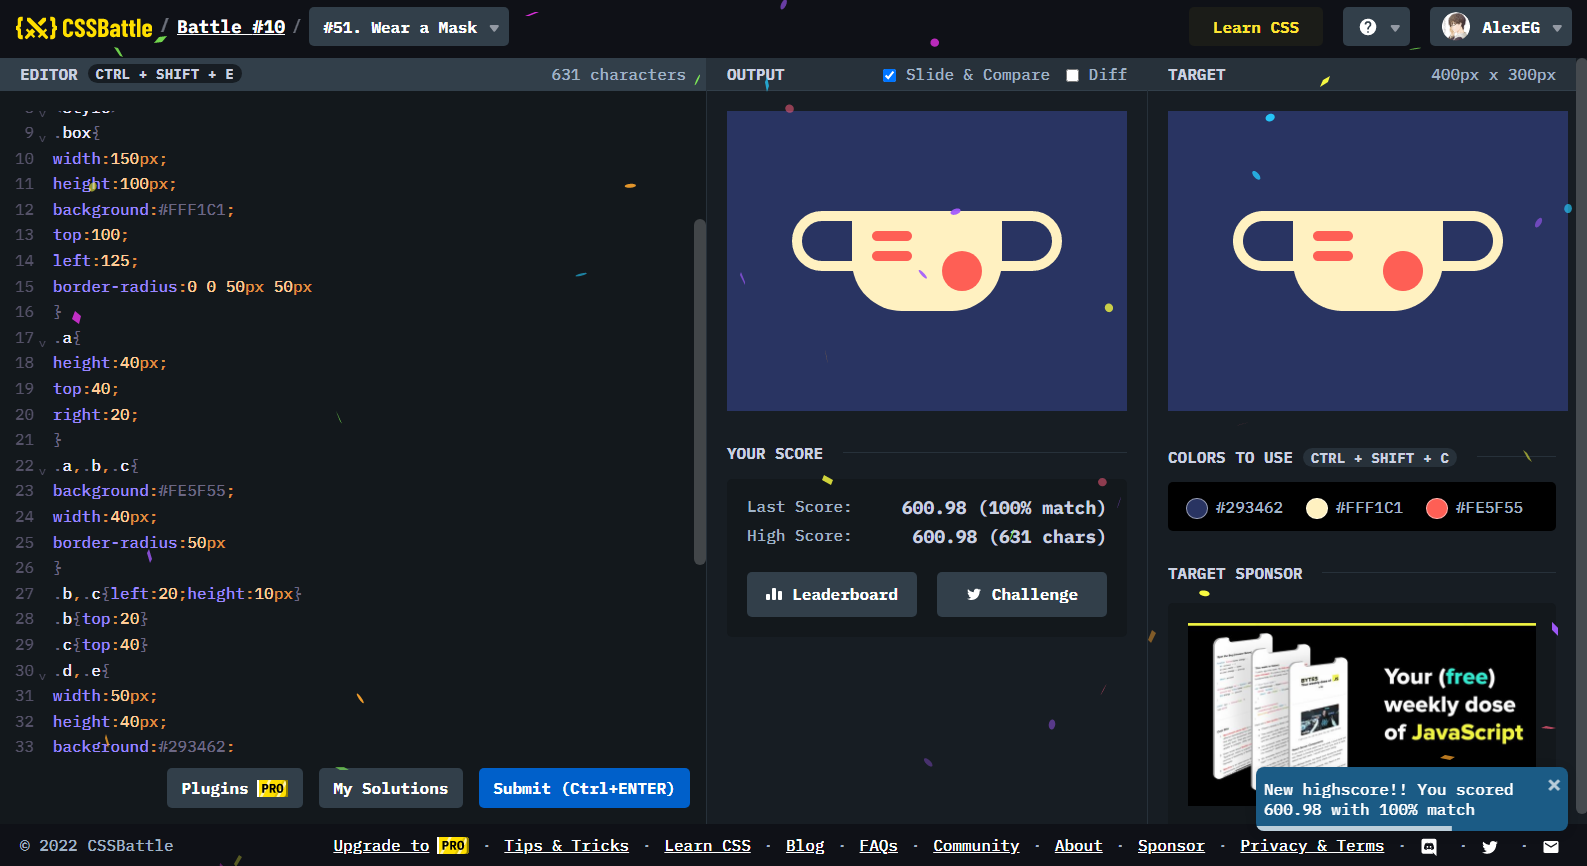 CSSBattle / Battle #10 / #51. Wear a Mask
Learn CSS
AlexEG
EDITOR CTRL + SHIFT + E 631 characters
OUTPUT Slide & Compare Diff
TARGET 400px x 300px
9 .box{
10 width:150px;
11 height:100px;
12 background:#FFF1C1;
13 top:100;
14 left:125;
15 border-radius:0 0 50px 50px
16 }
17 .a{
18 height:40px;
19 top:40;
20 right:20;
21 }
22 .a,.b,.c{
23 background:#FE5F55;
24 width:40px;
25 border-radius:50px
26 }
27 .b,.c{left:20;height:10px}
28 .b{top:20}
29 .c{top:40}
30 .d,.e{
31 width:50px;
32 height:40px;
33 background:#293462;
Plugins PRO
My Solutions
Submit (Ctrl+ENTER)
YOUR SCORE
Last Score: 600.98 (100% match)
High Score: 600.98 (631 chars)
Leaderboard
Challenge
COLORS TO USE CTRL + SHIFT + C
#293462 #FFF1C1 #FE5F55
TARGET SPONSOR
BYTES
Your (free)
weekly dose
of JavaScript
New highscore!! You scored
600.98 with 100% match
© 2022 CSSBattle
Upgrade to PRO · Tips & Tricks · Learn CSS · Blog · FAQs · Community · About · Sponsor · Privacy & Terms